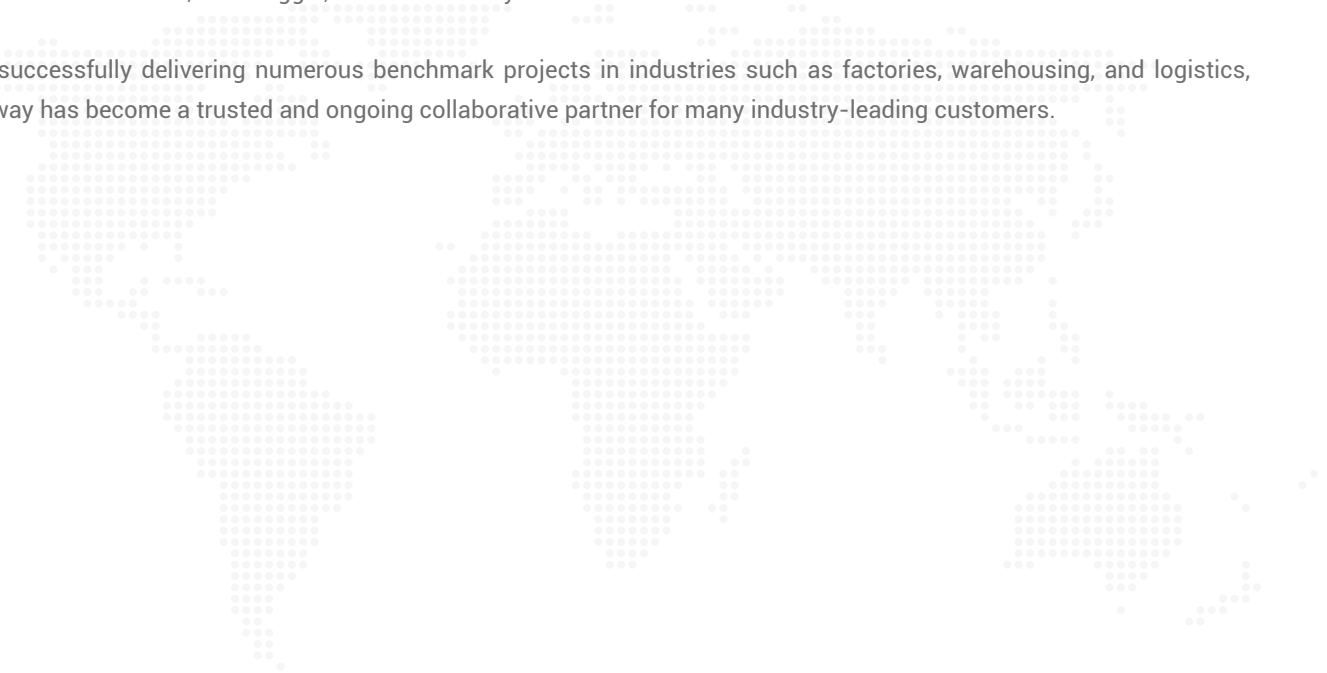 successfully delivering numerous benchmark projects in industries such as factories, warehousing, and logistics,
way has become a trusted and ongoing collaborative partner for many industry-leading customers.